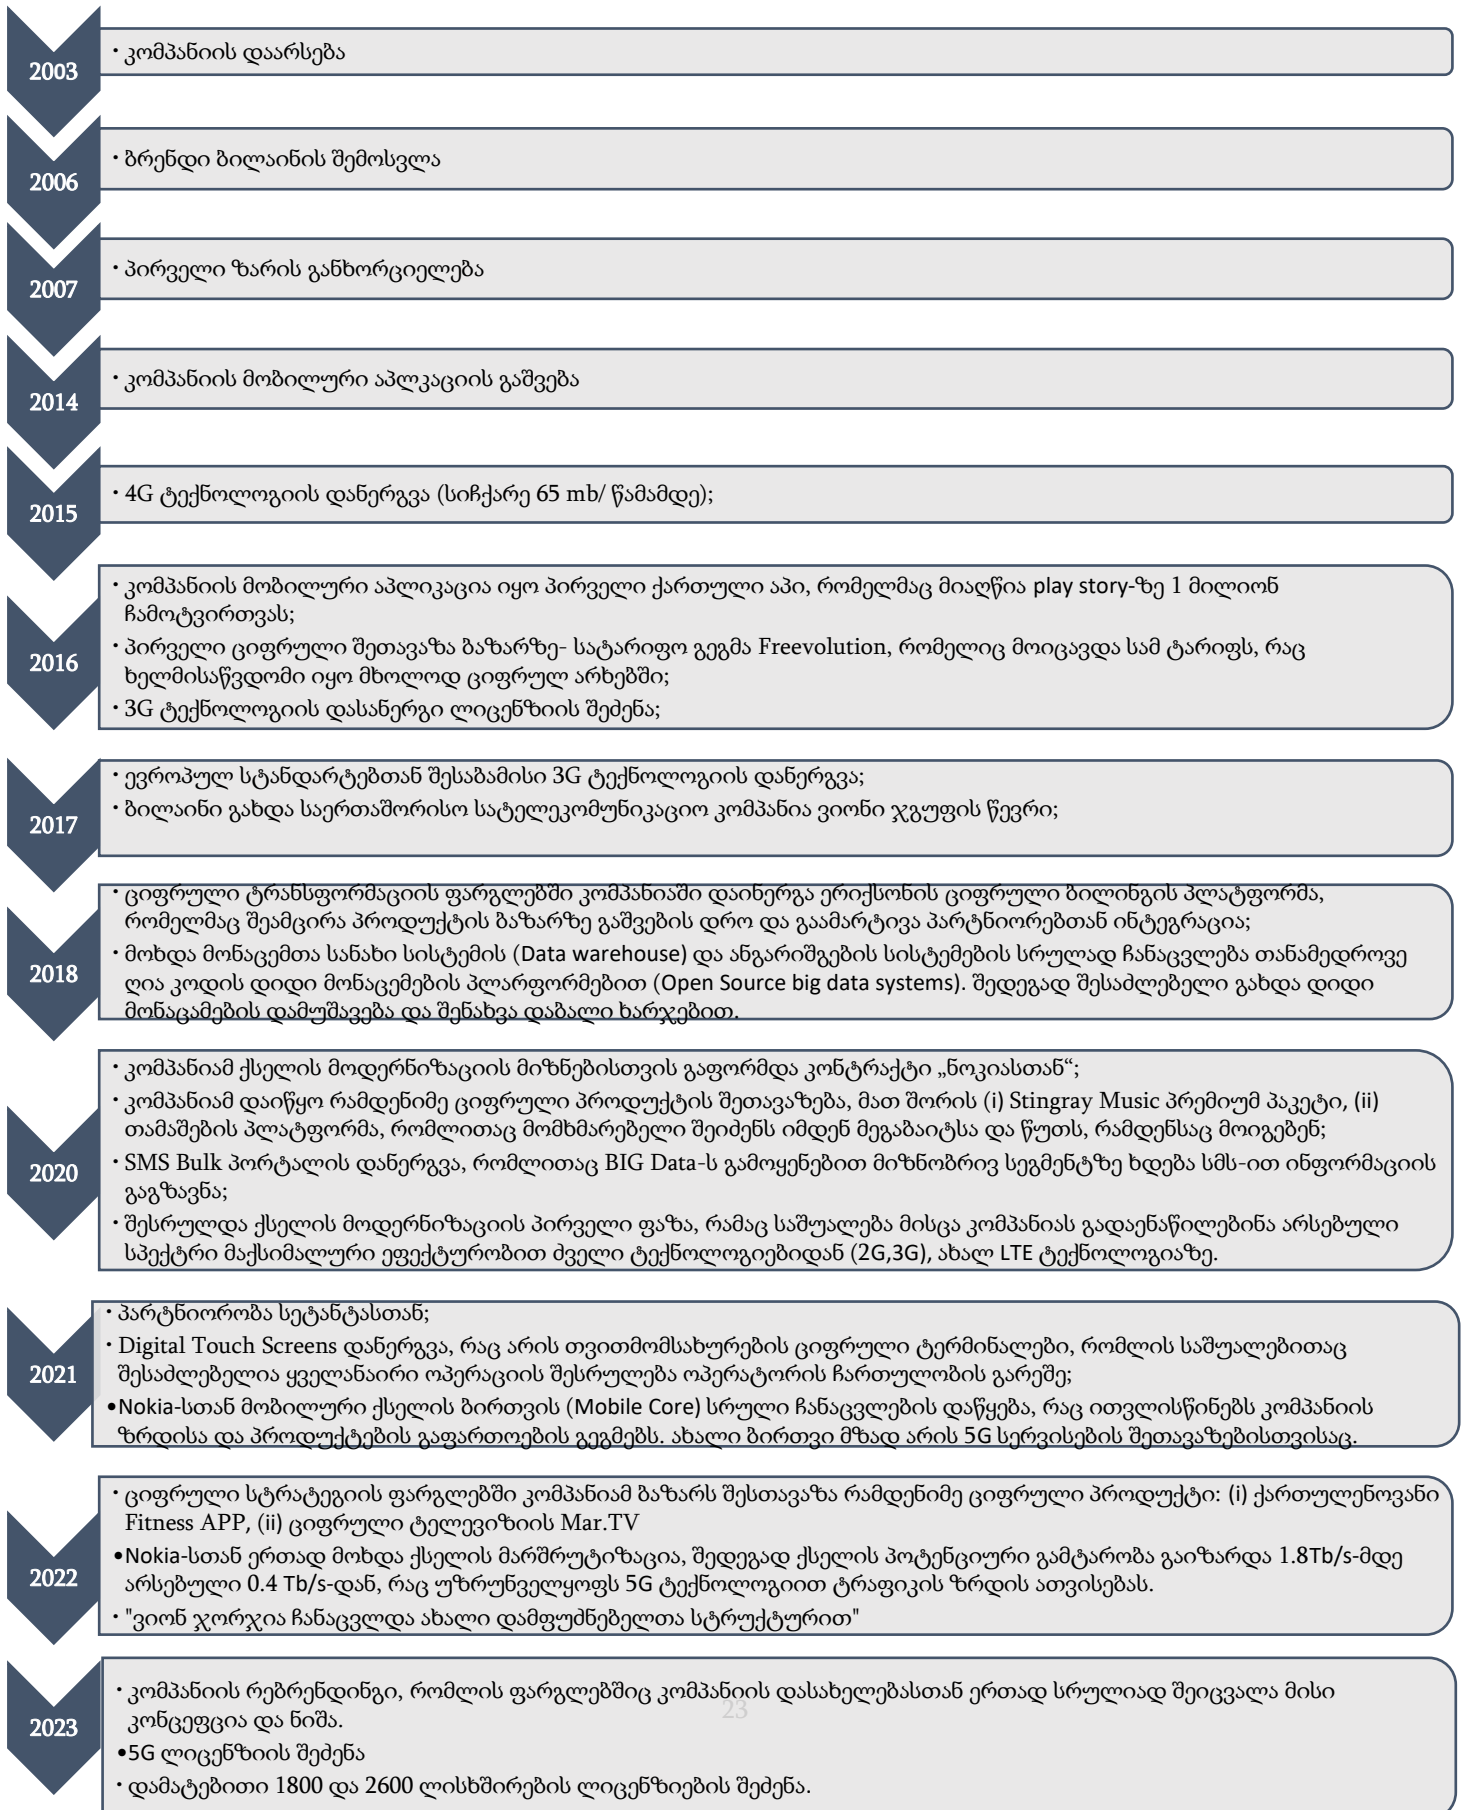 2003
· კომპანიის დაარსება
2006
· ბრენდი ბილაინის შემოსვლა
2007
· პირველი ზარის განხორციელება
2014
· კომპანიის მობილური აპლკაციის გაშვება
2015
· 4G ტექნოლოგიის დანერგვა (სიჩქარე 65 mb/ წამამდე);
2016
· კომპანიის მობილური აპლიკაცია იყო პირველი ქართული აპი, რომელმაც მიაღწია play story-ზე 1 მილიონ
ჩამოტვირთვას;
· პირველი ციფრული შეთავაზა ბაზარზე- სატარიფო გეგმა Freevolution, რომელიც მოიცავდა სამ ტარიფს, რაც
ხელმისაწვდომი იყო მხოლოდ ციფრულ არხებში;
· 3G ტექნოლოგიის დასანერგი ლიცენზიის შეძენა;
2017
· ევროპულ სტანდარტებთან შესაბამისი 3G ტექნოლოგიის დანერგვა;
· ბილაინი გახდა საერთაშორისო სატელეკომუნიკაციო კომპანია ვიონი ჯგუფის წევრი;
2018
· ციფრული ტრანსფორმაციის ფარგლებში კომპანიაში დაინერგა ერიქსონის ციფრული ბილინგის პლატფორმა,
რომელმაც შეამცირა პროდუქტის ბაზარზე გაშვების დრო და გაამარტივა პარტნიორებთან ინტეგრაცია;
· მოხდა მონაცემთა სანახი სისტემის (Data warehouse) და ანგარიშგების სისტემების სრულად ჩანაცვლება თანამედროვე
ღია კოდის დიდი მონაცემების პლარფორმებით (Open Source big data systems). შედეგად შესაძლებელი გახდა დიდი
მონაცამების დამუშავება და შენახვა დაბალი ხარჯებით.
2020
· კომპანიამ ქსელის მოდერნიზაციის მიზნებისთვის გაფორმდა კონტრაქტი „ნოკიასთან“;
· კომპანიამ დაიწყო რამდენიმე ციფრული პროდუქტის შეთავაზება, მათ შორის (i) Stingray Music პრემიუმ პაკეტი, (ii)
თამაშების პლატფორმა, რომლითაც მომხმარებელი შეიძენს იმდენ მეგაბაიტსა და წუთს, რამდენსაც მოიგებენ;
· SMS Bulk პორტალის დანერგვა, რომლითაც BIG Data-ს გამოყენებით მიზნობრივ სეგმენტზე ხდება სმს-ით ინფორმაციის
გაგზავნა;
· შესრულდა ქსელის მოდერნიზაციის პირველი ფაზა, რამაც საშუალება მისცა კომპანიას გადაენაწილებინა არსებული
სპექტრი მაქსიმალური ეფექტურობით ძველი ტექნოლოგიებიდან (2G,3G), ახალ LTE ტექნოლოგიაზე.
2021
· პარტნიორობა სეტანტასთან;
· Digital Touch Screens დანერგვა, რაც არის თვითმომსახურების ციფრული ტერმინალები, რომლის საშუალებითაც
შესაძლებელია ყველანაირი ოპერაციის შესრულება ოპერატორის ჩართულობის გარეშე;
•Nokia-სთან მობილური ქსელის ბირთვის (Mobile Core) სრული ჩანაცვლების დაწყება, რაც ითვლისწინებს კომპანიის
ზრდისა და პროდუქტების გაფართოების გეგმებს. ახალი ბირთვი მზად არის 5G სერვისების შეთავაზებისთვისაც.
2022
· ციფრული სტრატეგიის ფარგლებში კომპანიამ ბაზარს შესთავაზა რამდენიმე ციფრული პროდუქტი: (i) ქართულენოვანი
Fitness APP, (ii) ციფრული ტელევიზიის Mar.TV
•Nokia-სთან ერთად მოხდა ქსელის მარშრუტიზაცია, შედეგად ქსელის პოტენციური გამტარობა გაიზარდა 1.8Tb/s-მდე
არსებული 0.4 Tb/s-დან, რაც უზრუნველყოფს 5G ტექნოლოგიით ტრაფიკის ზრდის ათვისებას.
· "ვიონ ჯორჯია ჩანაცვლდა ახალი დამფუძნებელთა სტრუქტურით"
2023
· კომპანიის რებრენდინგი, რომლის ფარგლებშიც კომპანიის დასახელებასთან ერთად სრულიად შეიცვალა მისი
კონცეფცია და ნიშა.
23
•5G ლიცენზიის შეძენა
· დამატებითი 1800 და 2600 ლისხშირების ლიცენზიების შეძენა.